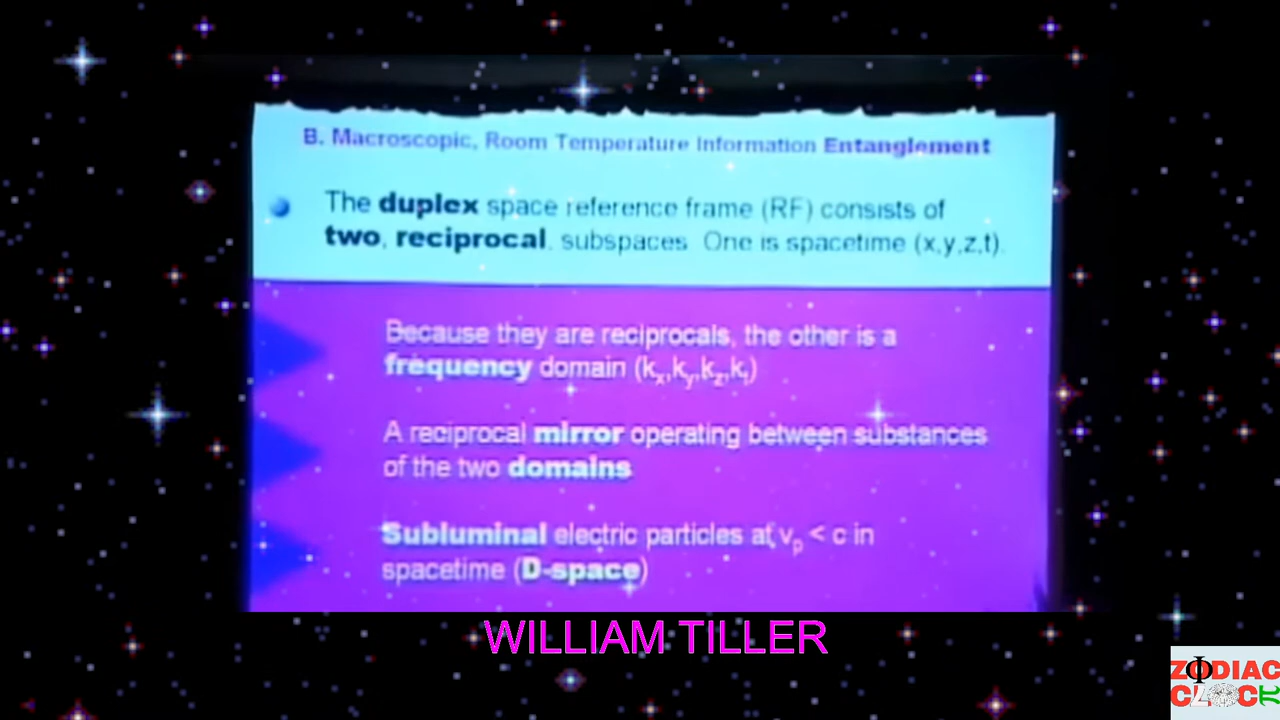 B. Macroscopic, Room Temperature Information Entanglement
The duplex space reference frame (RF) consists of
two, reciprocal, subspaces. One is spacetime (x,y,z,t).
Because they are reciprocals, the other is a
frequency domain (kx,ky,kz,kt)
A reciprocal mirror operating between substances
of the two domains
Subluminal electric particles at vp < c in
spacetime (D-space)
WILLIAM TILLER
ZΦDIAC
CLOCK